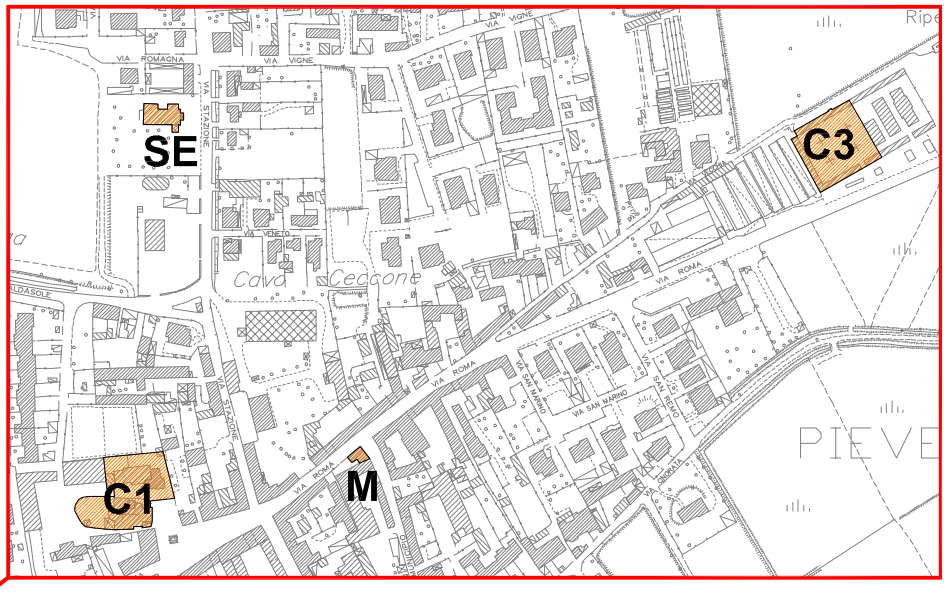 VIGNE
Ripe
VIA ROMAGNA
VIA VIGNE
VIA STAZIONE
SE
C3
VIA VENETO
VIA ROMA
Cava Ceccone
ALDASOLE
VIA ROMA
VIA SAN MARINO
VIA SAN REMO
VIA SAN MARINO
VIA STAZIONE
PIEVE
VIA ROMA
M
C1